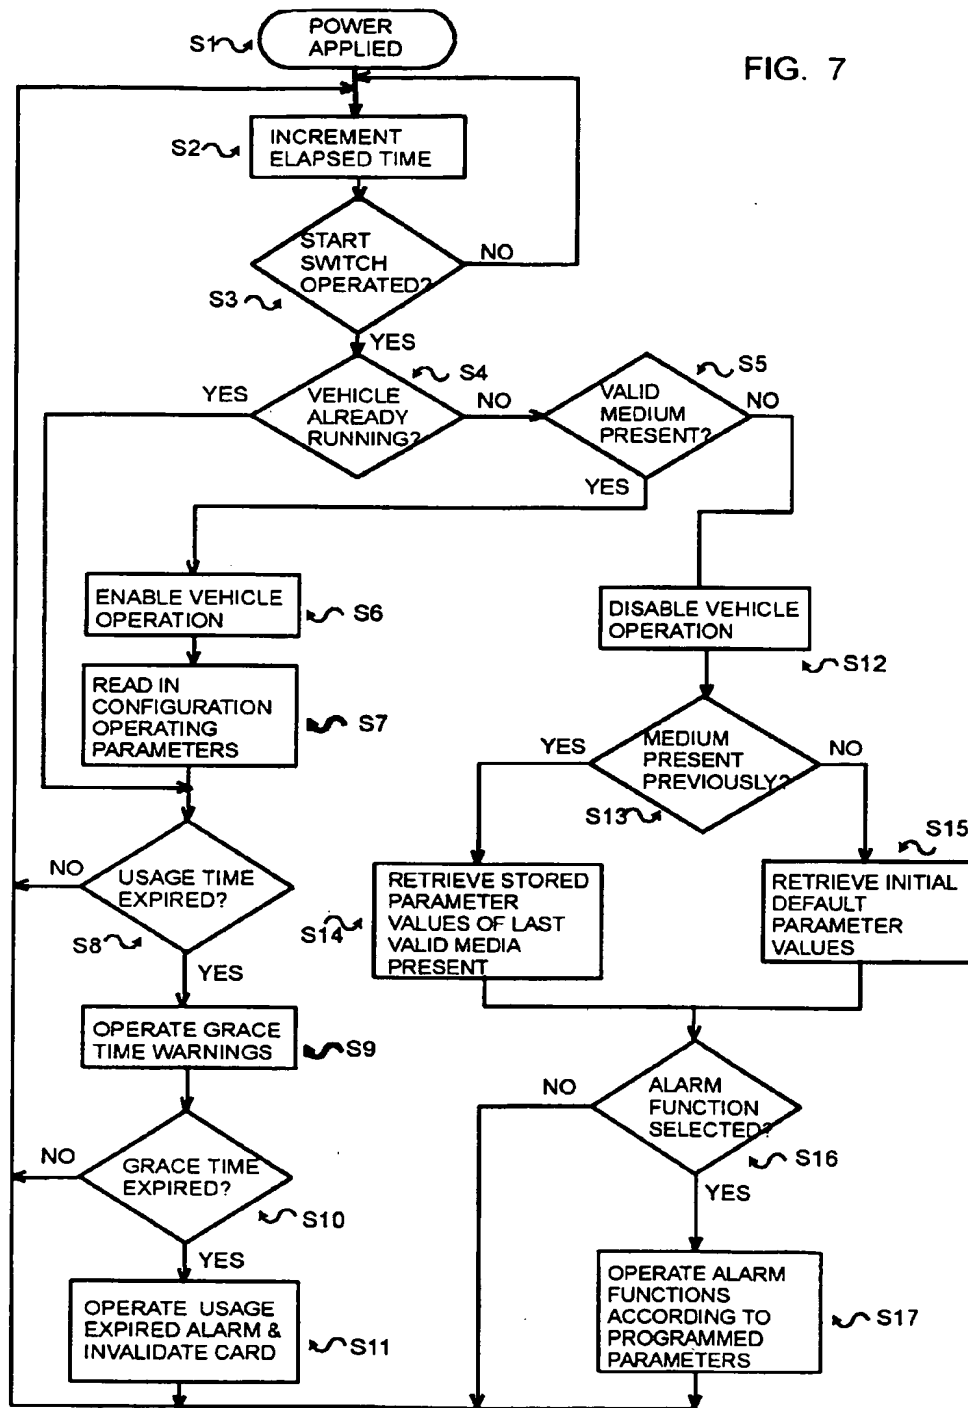 POWER
APPLIED
S1
FIG. 7
INCREMENT
ELAPSED TIME
S2
START
SWITCH
OPERATED?
NO
S3
YES
S4
S5
YES
VEHICLE
ALREADY
RUNNING?
NO
VALID
MEDIUM
PRESENT?
NO
YES
ENABLE VEHICLE
OPERATION
S6
DISABLE VEHICLE
OPERATION
S12
READ IN
CONFIGURATION
OPERATING
PARAMETERS
S7
YES
MEDIUM
PRESENT
PREVIOUSLY?
NO
S13
S15
NO
USAGE TIME
EXPIRED?
S8
YES
RETRIEVE STORED
PARAMETER
VALUES OF LAST
VALID MEDIA
PRESENT
S14
RETRIEVE INITIAL
DEFAULT
PARAMETER
VALUES
OPERATE GRACE
TIME WARNINGS
S9
NO
ALARM
FUNCTION
SELECTED?
S16
YES
NO
GRACE TIME
EXPIRED?
S10
YES
OPERATE USAGE
EXPIRED ALARM &
INVALIDATE CARD
S11
OPERATE ALARM
FUNCTIONS
ACCORDING TO
PROGRAMMED
PARAMETERS
S17